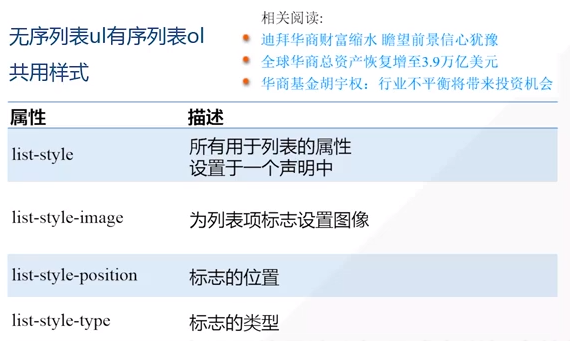 无序列表ul有序列表ol
共用样式
相关阅读:
迪拜华商财富缩水 瞻望前景信心犹豫
全球华商总资产恢复增至3.9万亿美元
华商基金胡宇权：行业不平衡将带来投资机会
属性 描述
list-style 所有用于列表的属性
设置于一个声明中
list-style-image 为列表项标志设置图像
list-style-position 标志的位置
list-style-type 标志的类型